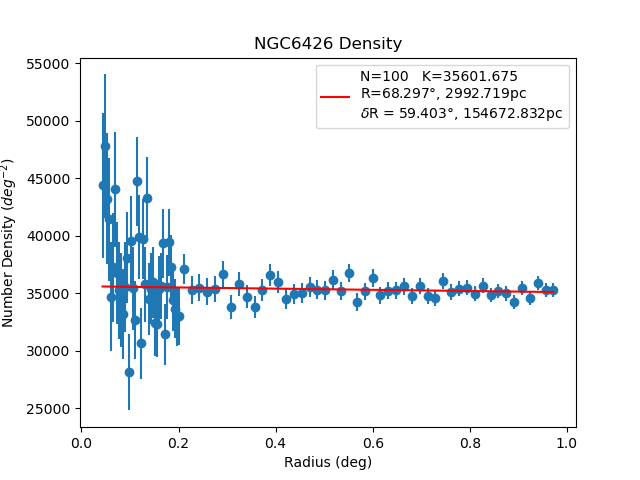 NGC6426 Density
N=100   K=35601.675
R=68.297°, 2992.719pc
δR = 59.403°, 154672.832pc
Number Density (deg⁻²)
55000
50000
45000
40000
35000
30000
25000
0.0 0.2 0.4 0.6 0.8 1.0
Radius (deg)